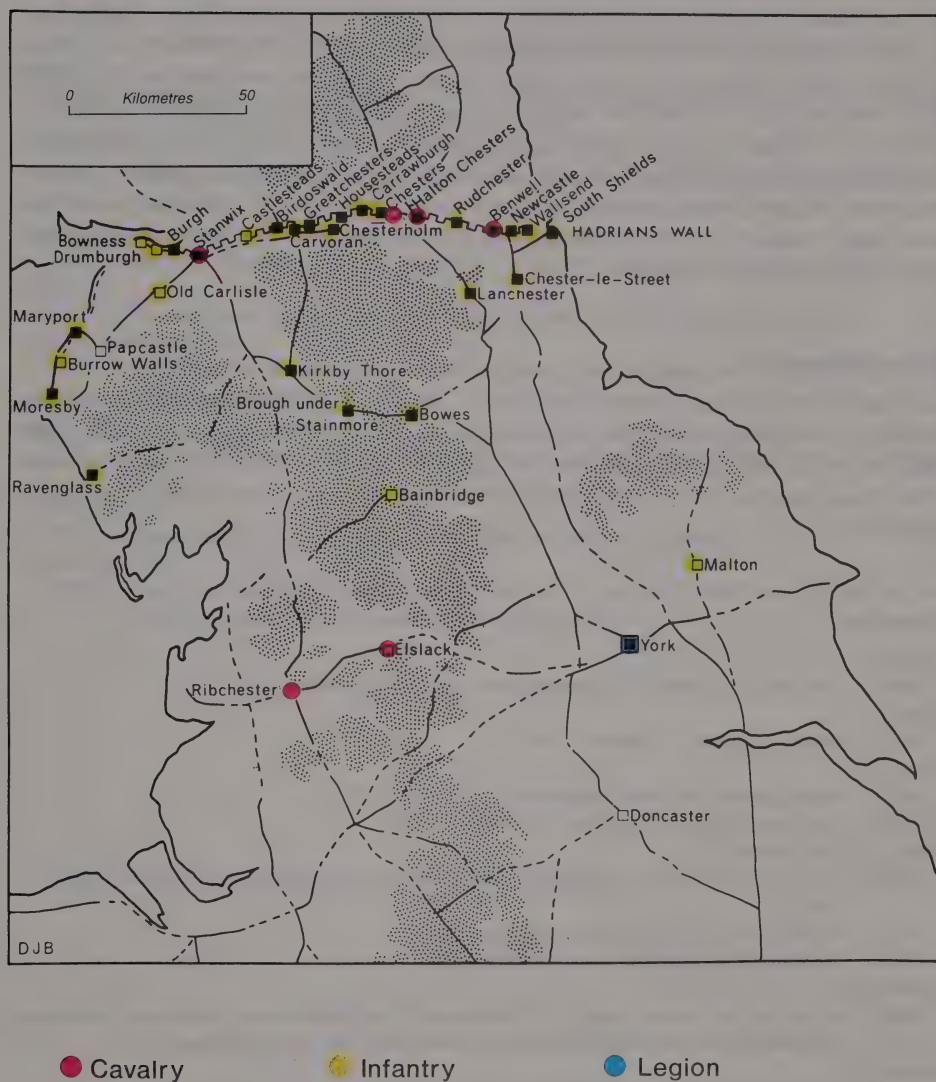 0 Kilometres 50
Bowness
Drumburgh
Burgh
Stanwix
Castlesteads
Birdoswald
Carvoran
Greatchesters
Housesteads
Chesterholm
Carrawburgh
Chesters
Halton Chesters
Rudchester
Benwell
Newcastle
Wallsend
South Shields
HADRIANS WALL
Old Carlisle
Chester-le-Street
Lanchester
Maryport
Papcastle
Burrow Walls
Moresby
Kirkby Thore
Brough under
Stainmore
Bowes
Ravenglass
Bainbridge
Malton
Elslack
York
Ribchester
Doncaster
DJB
Cavalry
Infantry
Legion